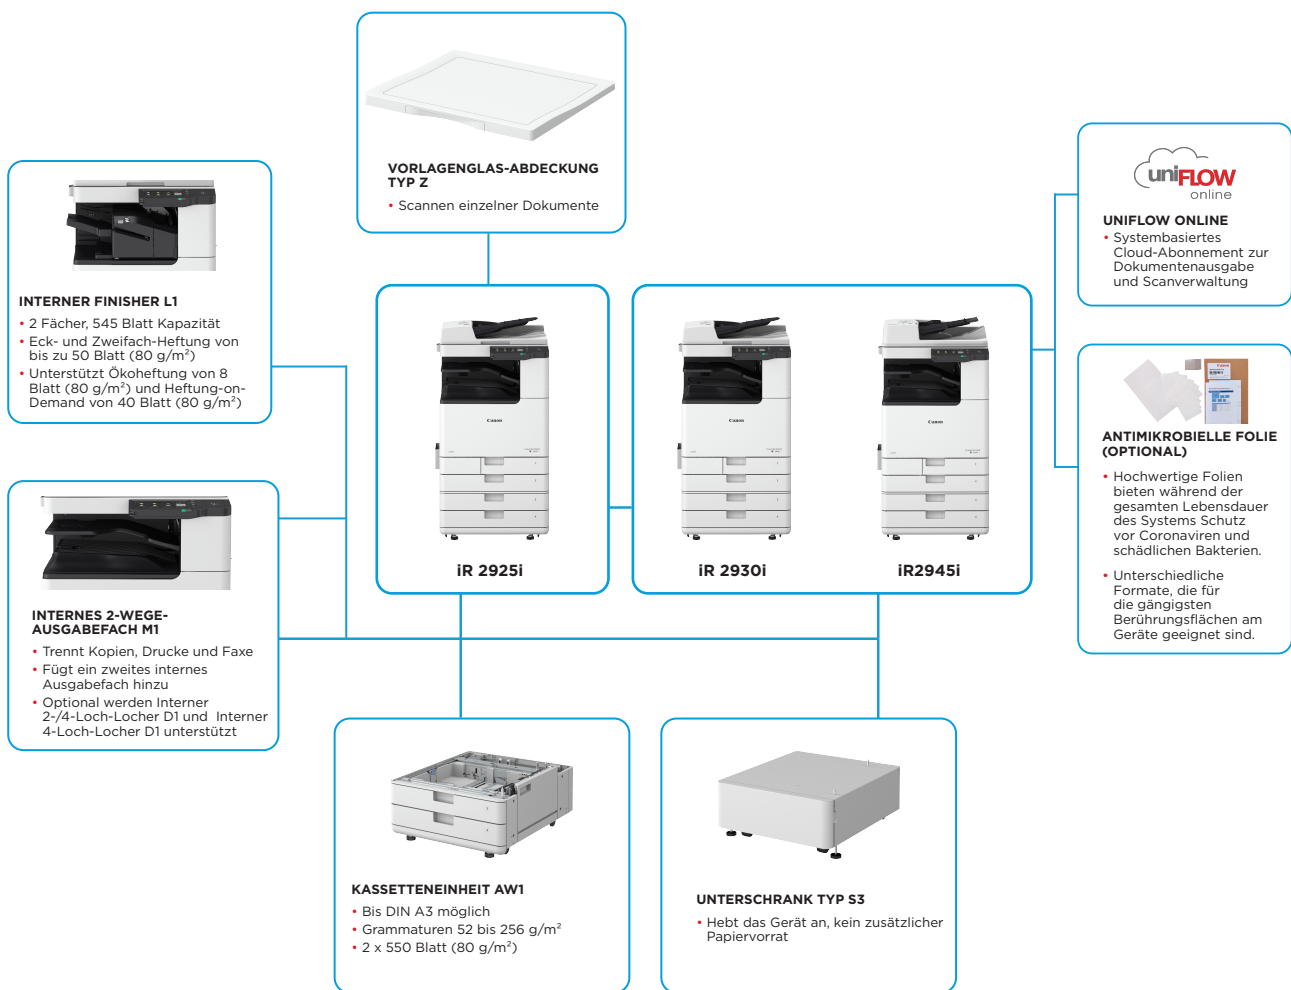 VORLAGENGLAS-ABDECKUNG
TYP Z
• Scannen einzelner Dokumente
INTERNER FINISHER L1
• 2 Fächer, 545 Blatt Kapazität
• Eck- und Zweifach-Heftung von
bis zu 50 Blatt (80 g/m²)
• Unterstützt Ökoheftung von 8
Blatt (80 g/m²) und Heftung-on-
Demand von 40 Blatt (80 g/m²)
INTERNES 2-WEGE-
AUSGABEFACH M1
• Trennt Kopien, Drucke und Faxe
• Fügt ein zweites internes
Ausgabefach hinzu
• Optional werden Interner
2-/4-Loch-Locher D1 und Interner
4-Loch-Locher D1 unterstützt
Canon
iR 2925i
Canon
iR 2930i
Canon
iR2945i
uniFLOW
online
UNIFLOW ONLINE
• Systembasiertes
Cloud-Abonnement zur
Dokumentenausgabe
und Scanverwaltung
ANTIMIKROBIELLE FOLIE
(OPTIONAL)
• Hochwertige Folien
bieten während der
gesamten Lebensdauer
des Systems Schutz
vor Coronaviren und
schädlichen Bakterien.
• Unterschiedliche
Formate, die für
die gängigsten
Berührungsflächen am
Geräte geeignet sind.
KASSETTENEINHEIT AW1
• Bis DIN A3 möglich
• Grammaturen 52 bis 256 g/m²
• 2 x 550 Blatt (80 g/m²)
UNTERSCHRANK TYP S3
• Hebt das Gerät an, kein zusätzlicher
Papiervorrat